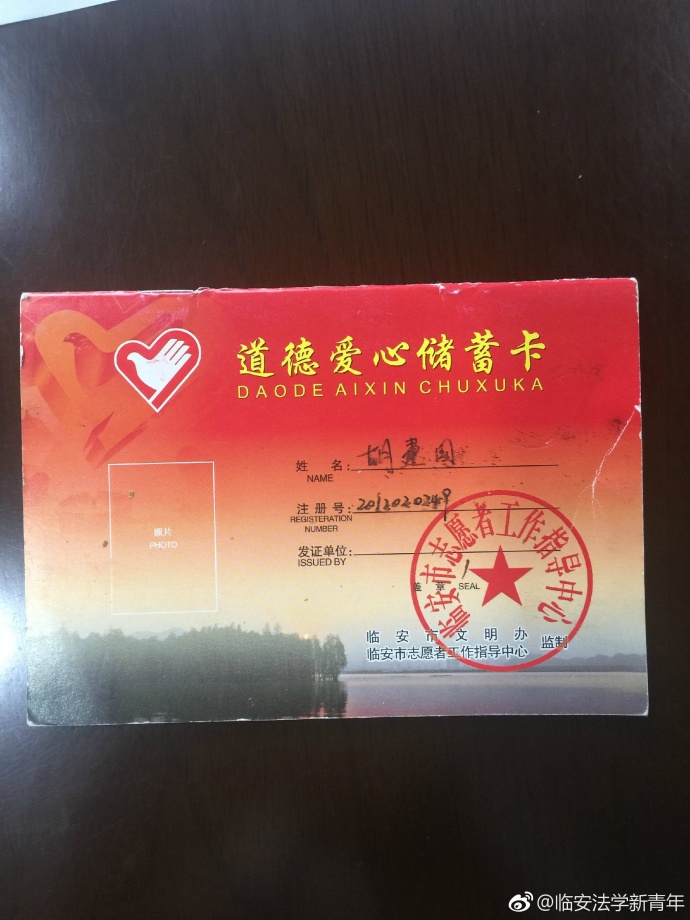 道德爱心储蓄卡
DAODE AIXIN CHUXUKA
姓 名: 胡
NAME
注 册 号: 2012020249
REGISTERATION
NUMBER
发证单位:
ISSUED BY
照片
PHOTO
盖 章 SEAL
临安市志愿者工作指导中心
临 安 市 文 明 办
临安市志愿者工作指导中心 监制
@临安法学新青年